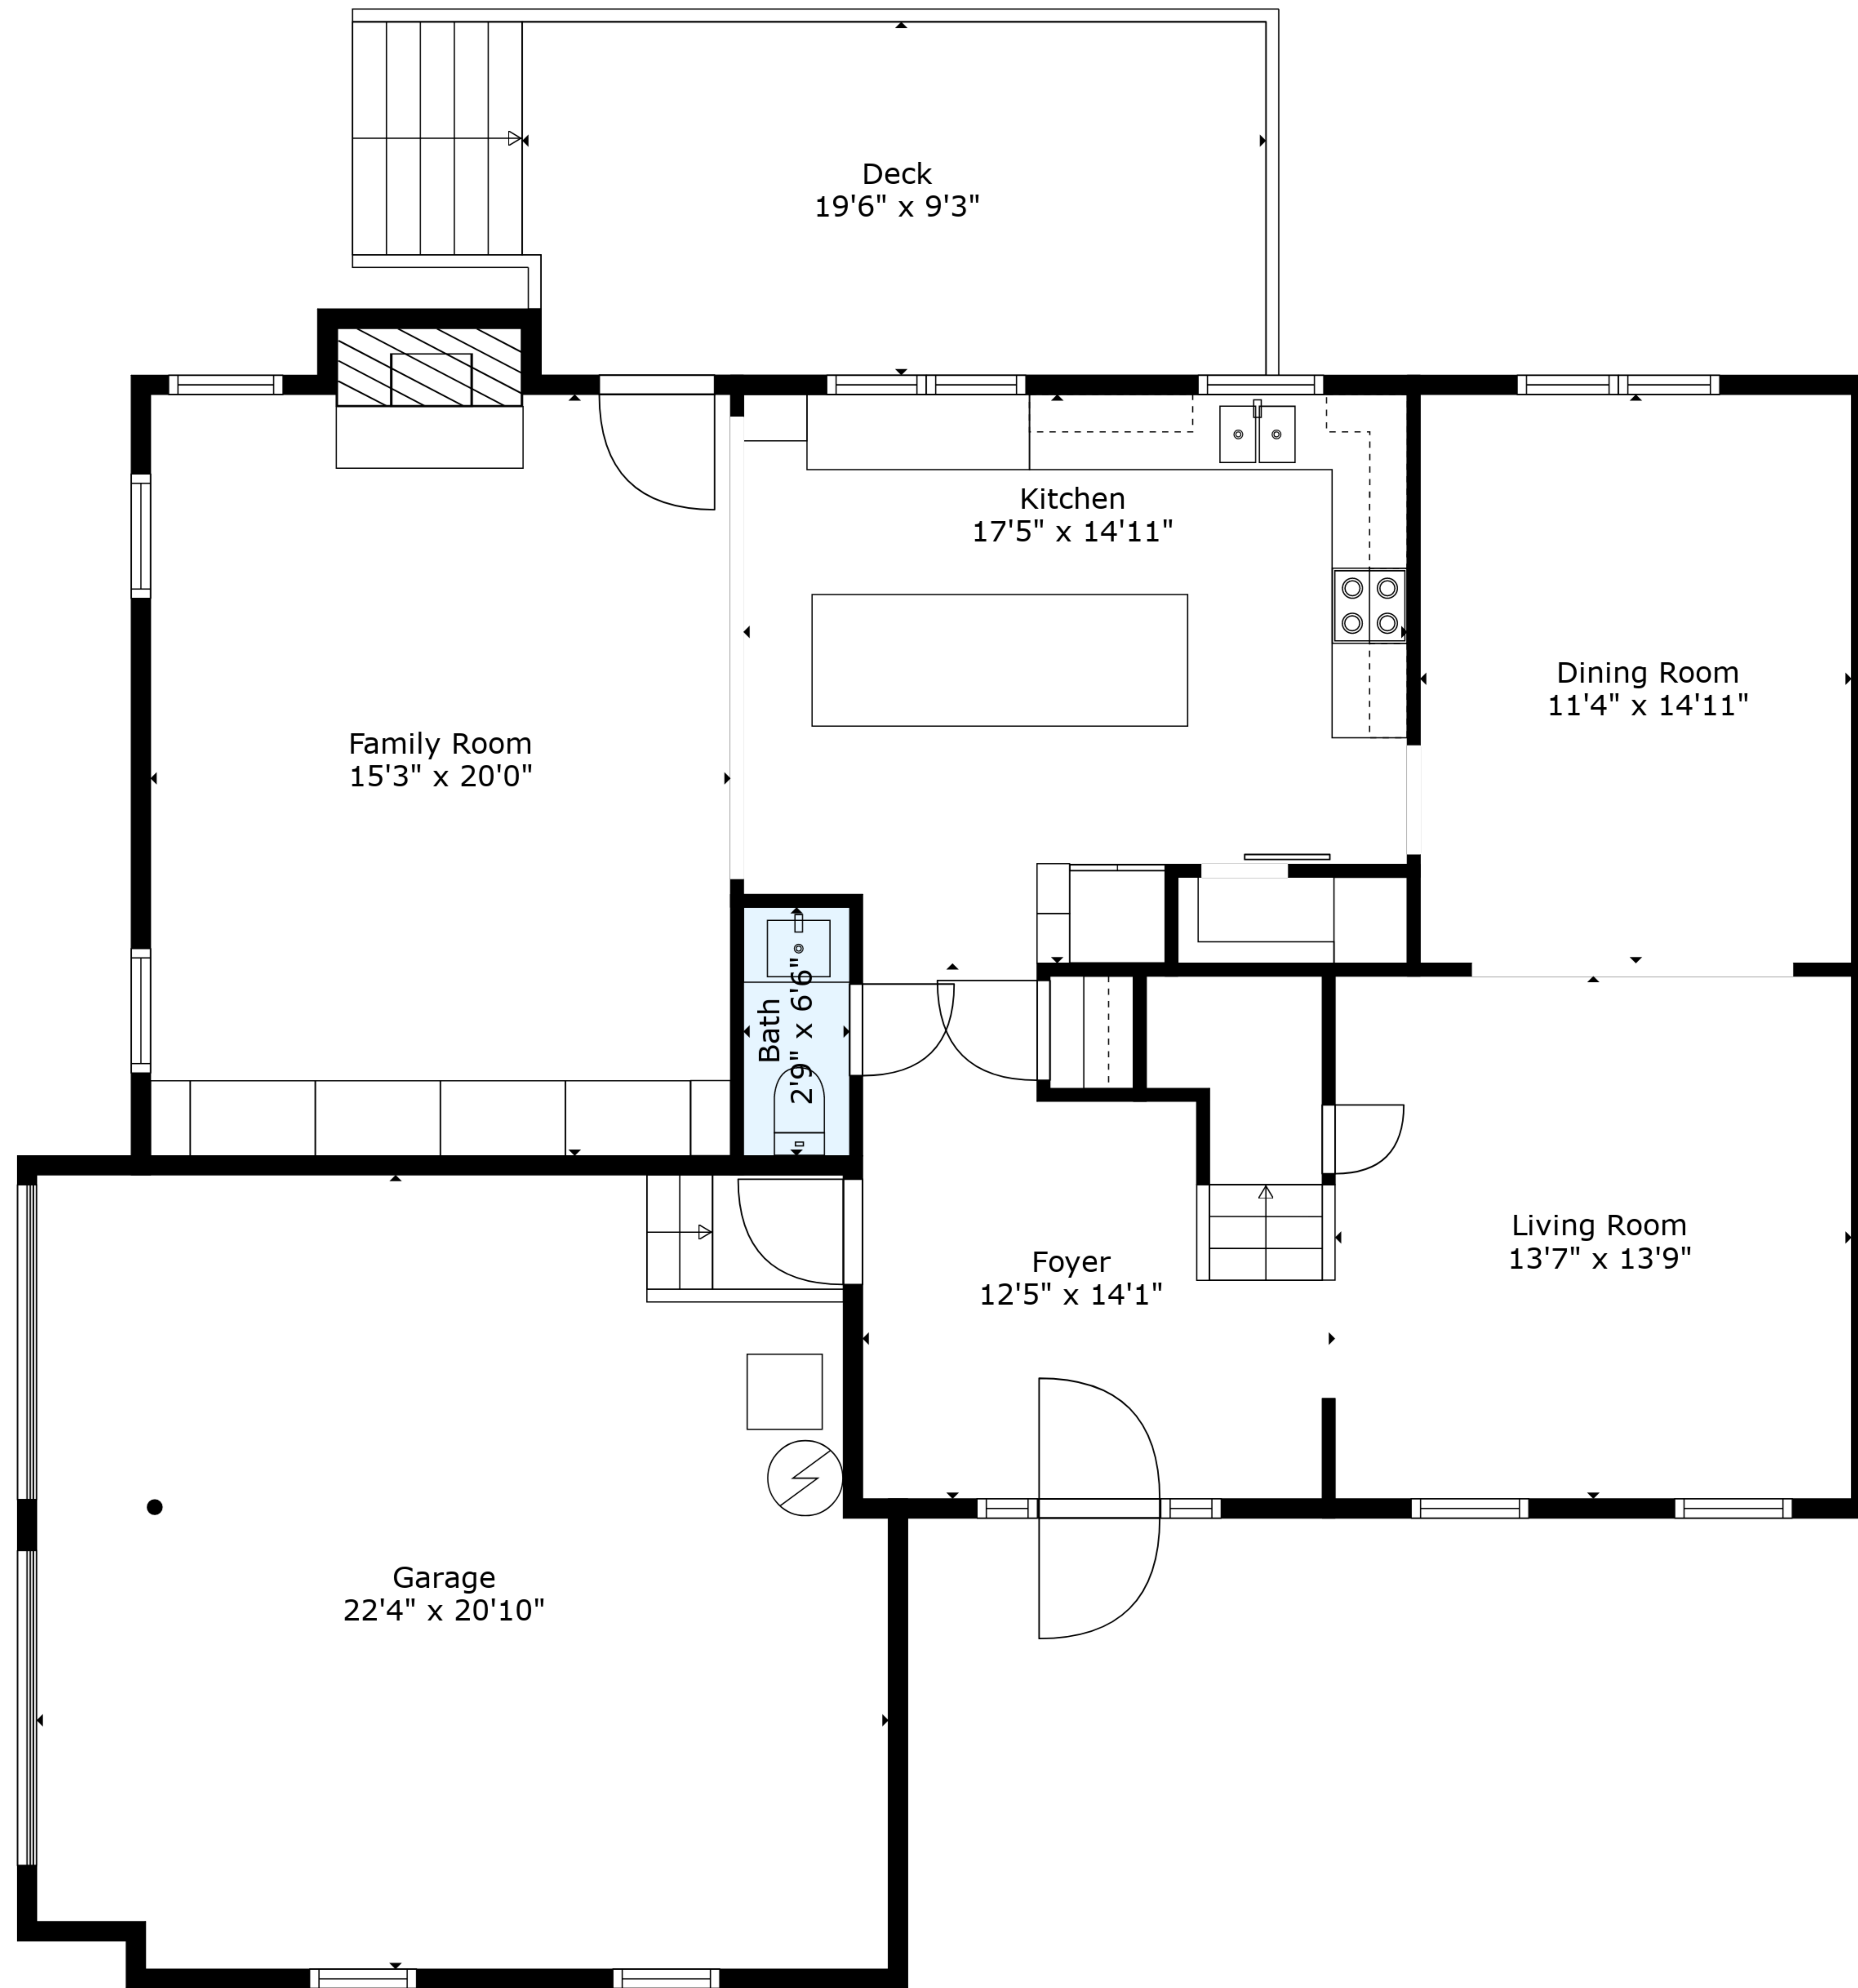 Deck
19'6" x 9'3"
Kitchen
17'5" x 14'11"
Dining Room
11'4" x 14'11"
Family Room
15'3" x 20'0"
Bath
2'9" x 6'6"
Living Room
13'7" x 13'9"
Foyer
12'5" x 14'1"
Garage
22'4" x 20'10"